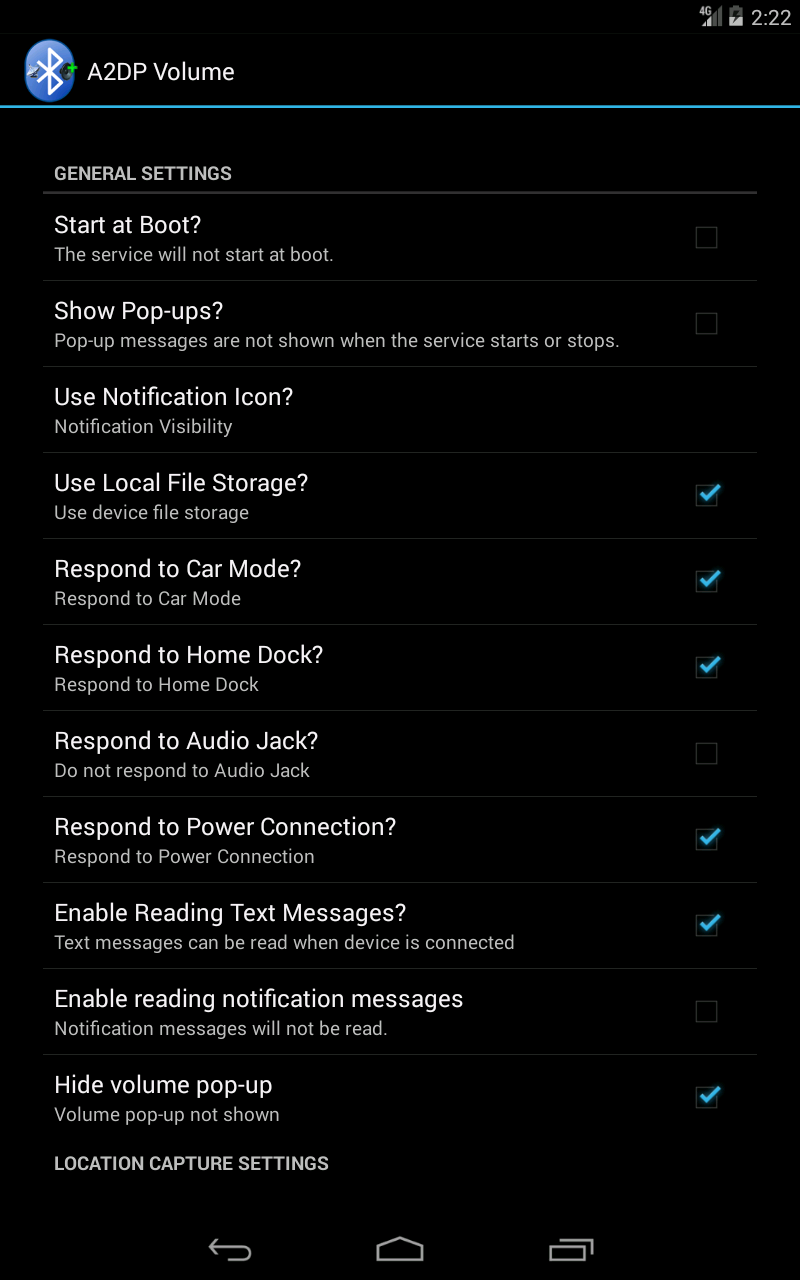 4G
2:22
A2DP Volume
GENERAL SETTINGS
Start at Boot?
The service will not start at boot.
Show Pop-ups?
Pop-up messages are not shown when the service starts or stops.
Use Notification Icon?
Notification Visibility
Use Local File Storage?
Use device file storage
Respond to Car Mode?
Respond to Car Mode
Respond to Home Dock?
Respond to Home Dock
Respond to Audio Jack?
Do not respond to Audio Jack
Respond to Power Connection?
Respond to Power Connection
Enable Reading Text Messages?
Text messages can be read when device is connected
Enable reading notification messages
Notification messages will not be read.
Hide volume pop-up
Volume pop-up not shown
LOCATION CAPTURE SETTINGS